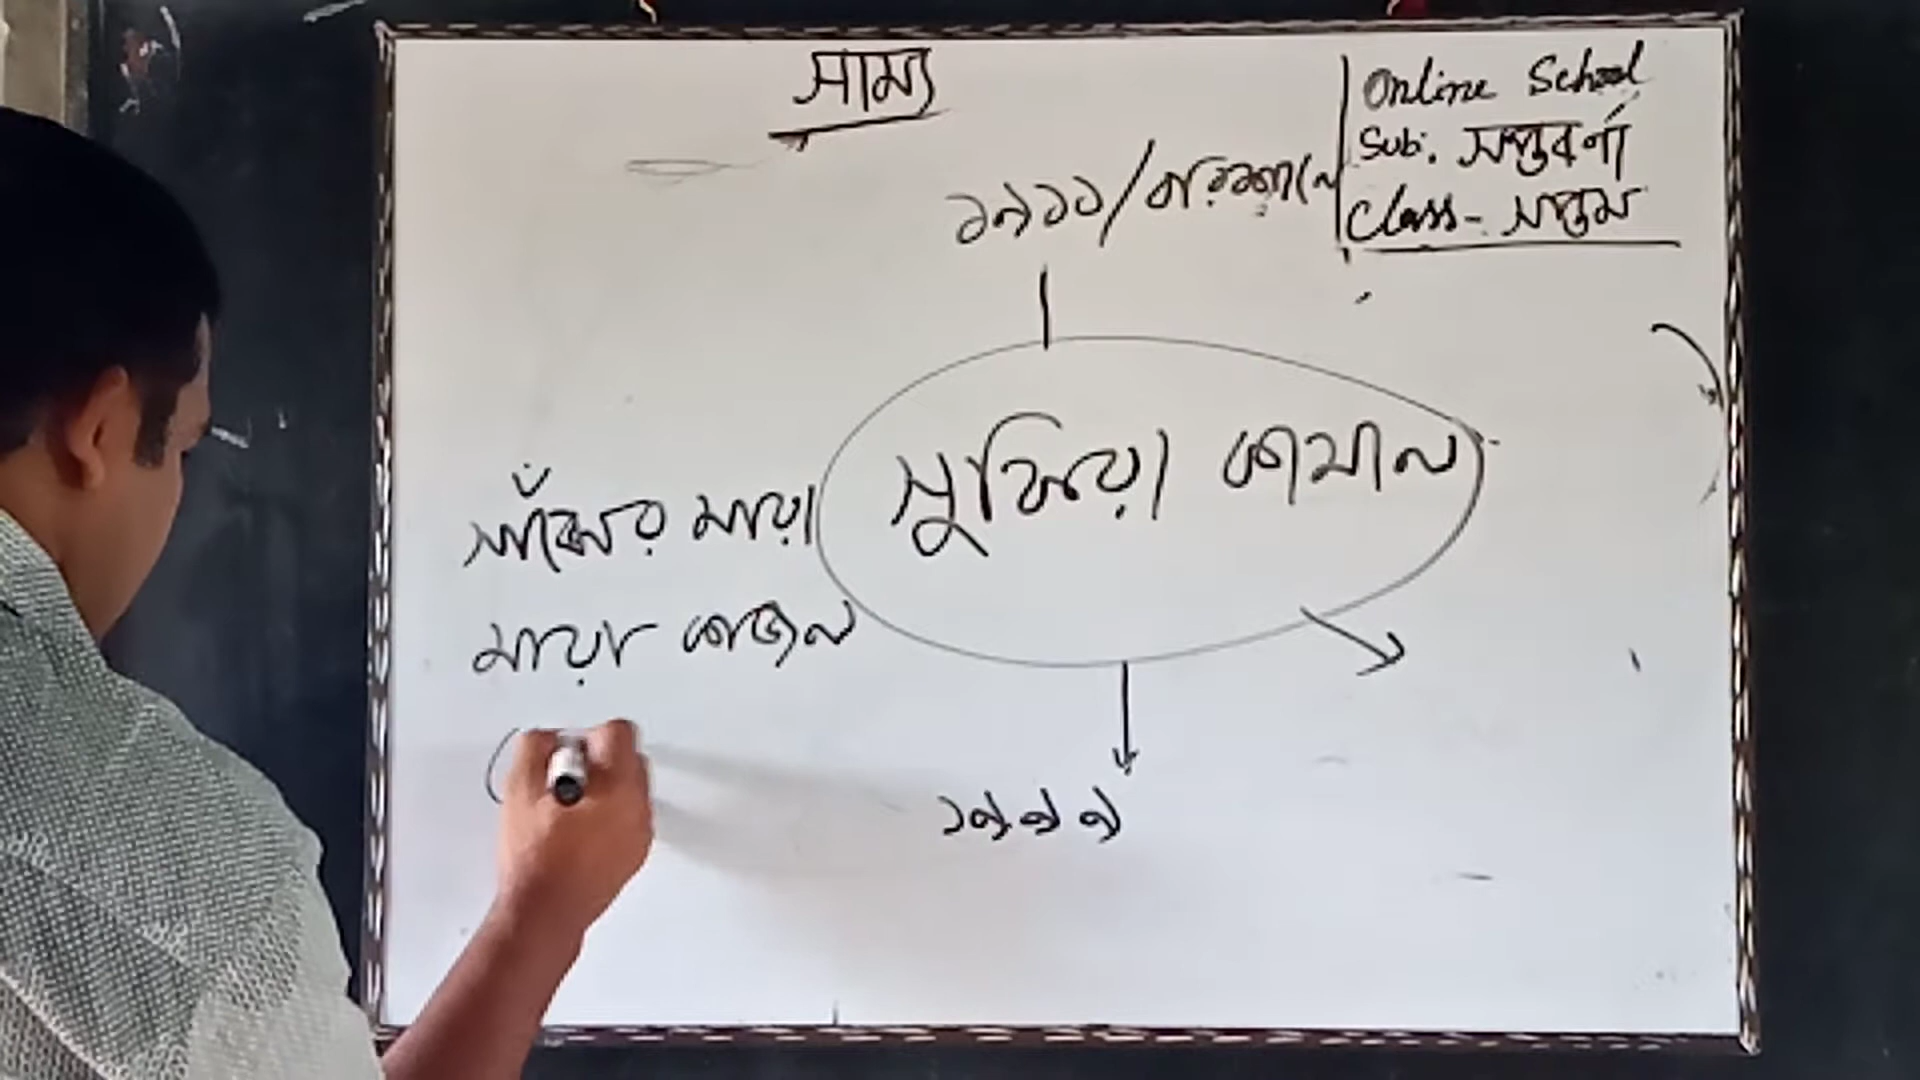 সাম্য
Online School
Sub. সপ্তবর্ণা
Class- সপ্তম
১৯১১/বরিশালে
সুফিয়া কামাল
সাঁঝের মায়া
মায়া কাজল
১৯৯৯